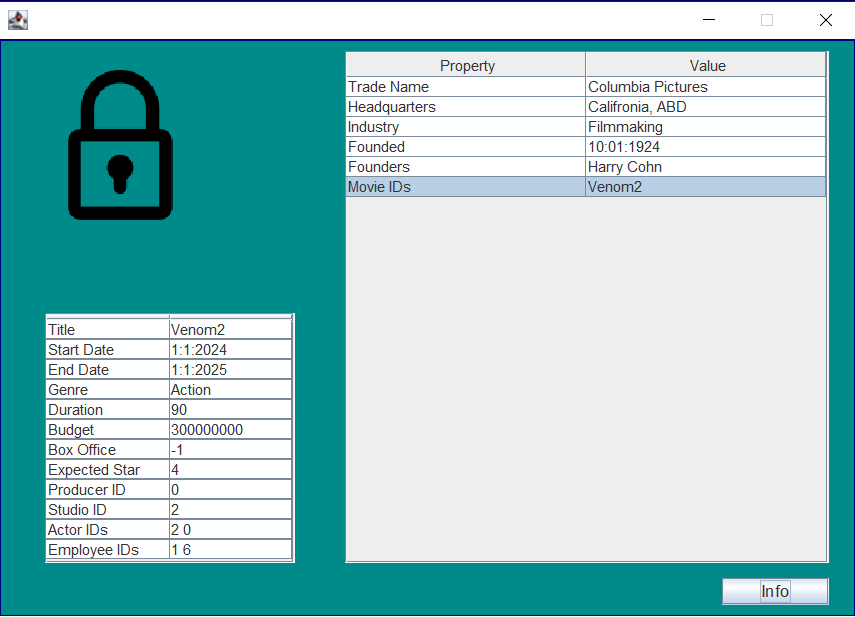 Property Value
Trade Name Columbia Pictures
Headquarters Califronia, ABD
Industry Filmmaking
Founded 10:01:1924
Founders Harry Cohn
Movie IDs Venom2
Title Venom2
Start Date 1:1:2024
End Date 1:1:2025
Genre Action
Duration 90
Budget 300000000
Box Office -1
Expected Star 4
Producer ID 0
Studio ID 2
Actor IDs 2 0
Employee IDs 1 6
Info